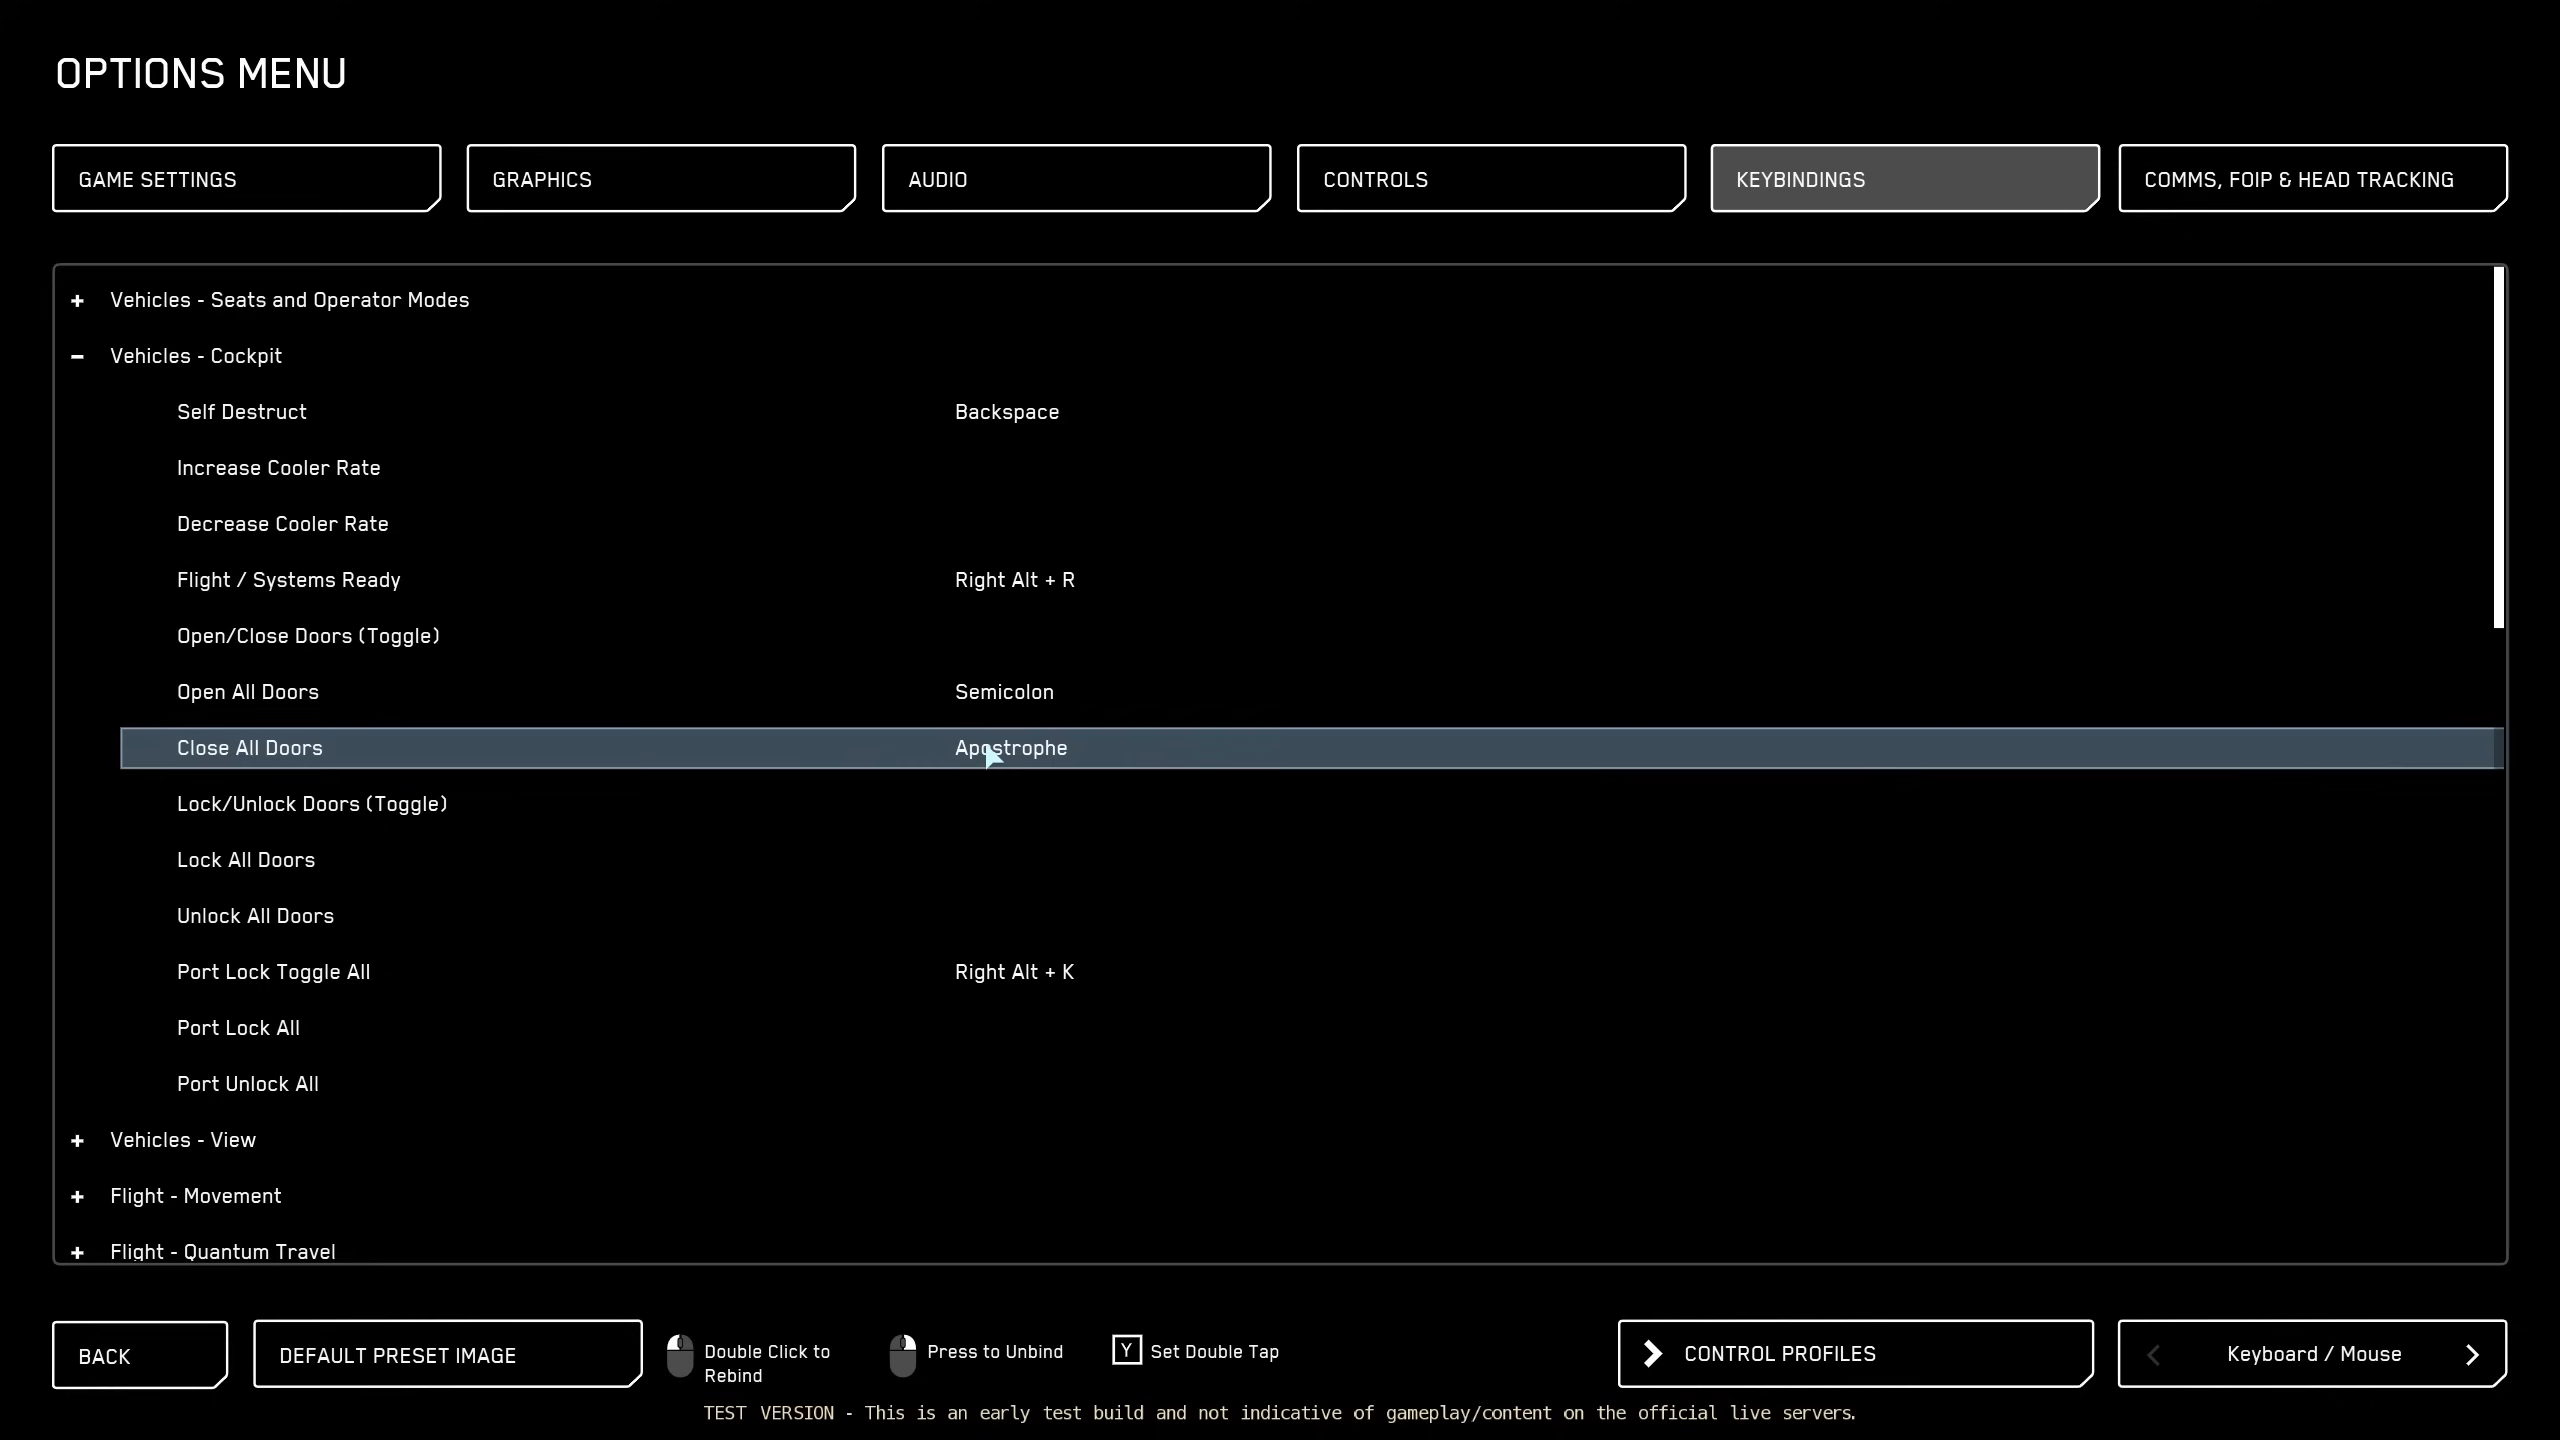 OPTIONS MENU
GAME SETTINGS
GRAPHICS
AUDIO
CONTROLS
KEYBINDINGS
COMMS, FOIP & HEAD TRACKING
+ Vehicles - Seats and Operator Modes
- Vehicles - Cockpit
Self Destruct Backspace
Increase Cooler Rate
Decrease Cooler Rate
Flight / Systems Ready Right Alt + R
Open/Close Doors (Toggle)
Open All Doors Semicolon
Close All Doors Apostrophe
Lock/Unlock Doors (Toggle)
Lock All Doors
Unlock All Doors
Port Lock Toggle All Right Alt + K
Port Lock All
Port Unlock All
+ Vehicles - View
+ Flight - Movement
+ Flight - Quantum Travel
BACK
DEFAULT PRESET IMAGE
Double Click to
Rebind
Press to Unbind
Y Set Double Tap
CONTROL PROFILES
Keyboard / Mouse
TEST VERSION - This is an early test build and not indicative of gameplay/content on the official live servers.